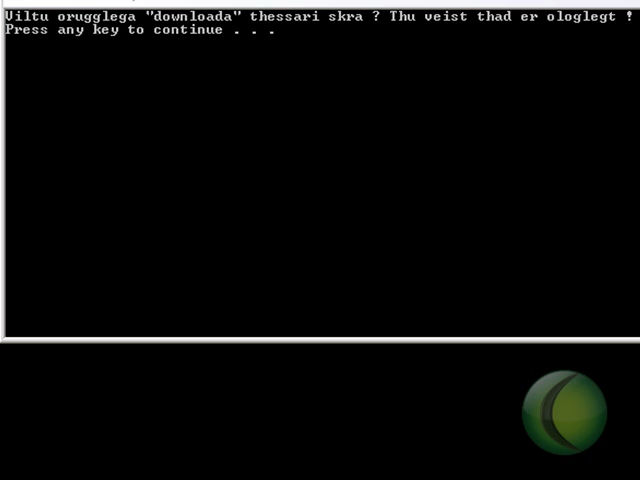 Viltu orugglega "downloada" thessari skra ? Thu veist thad er ologlegt !
Press any key to continue . . .